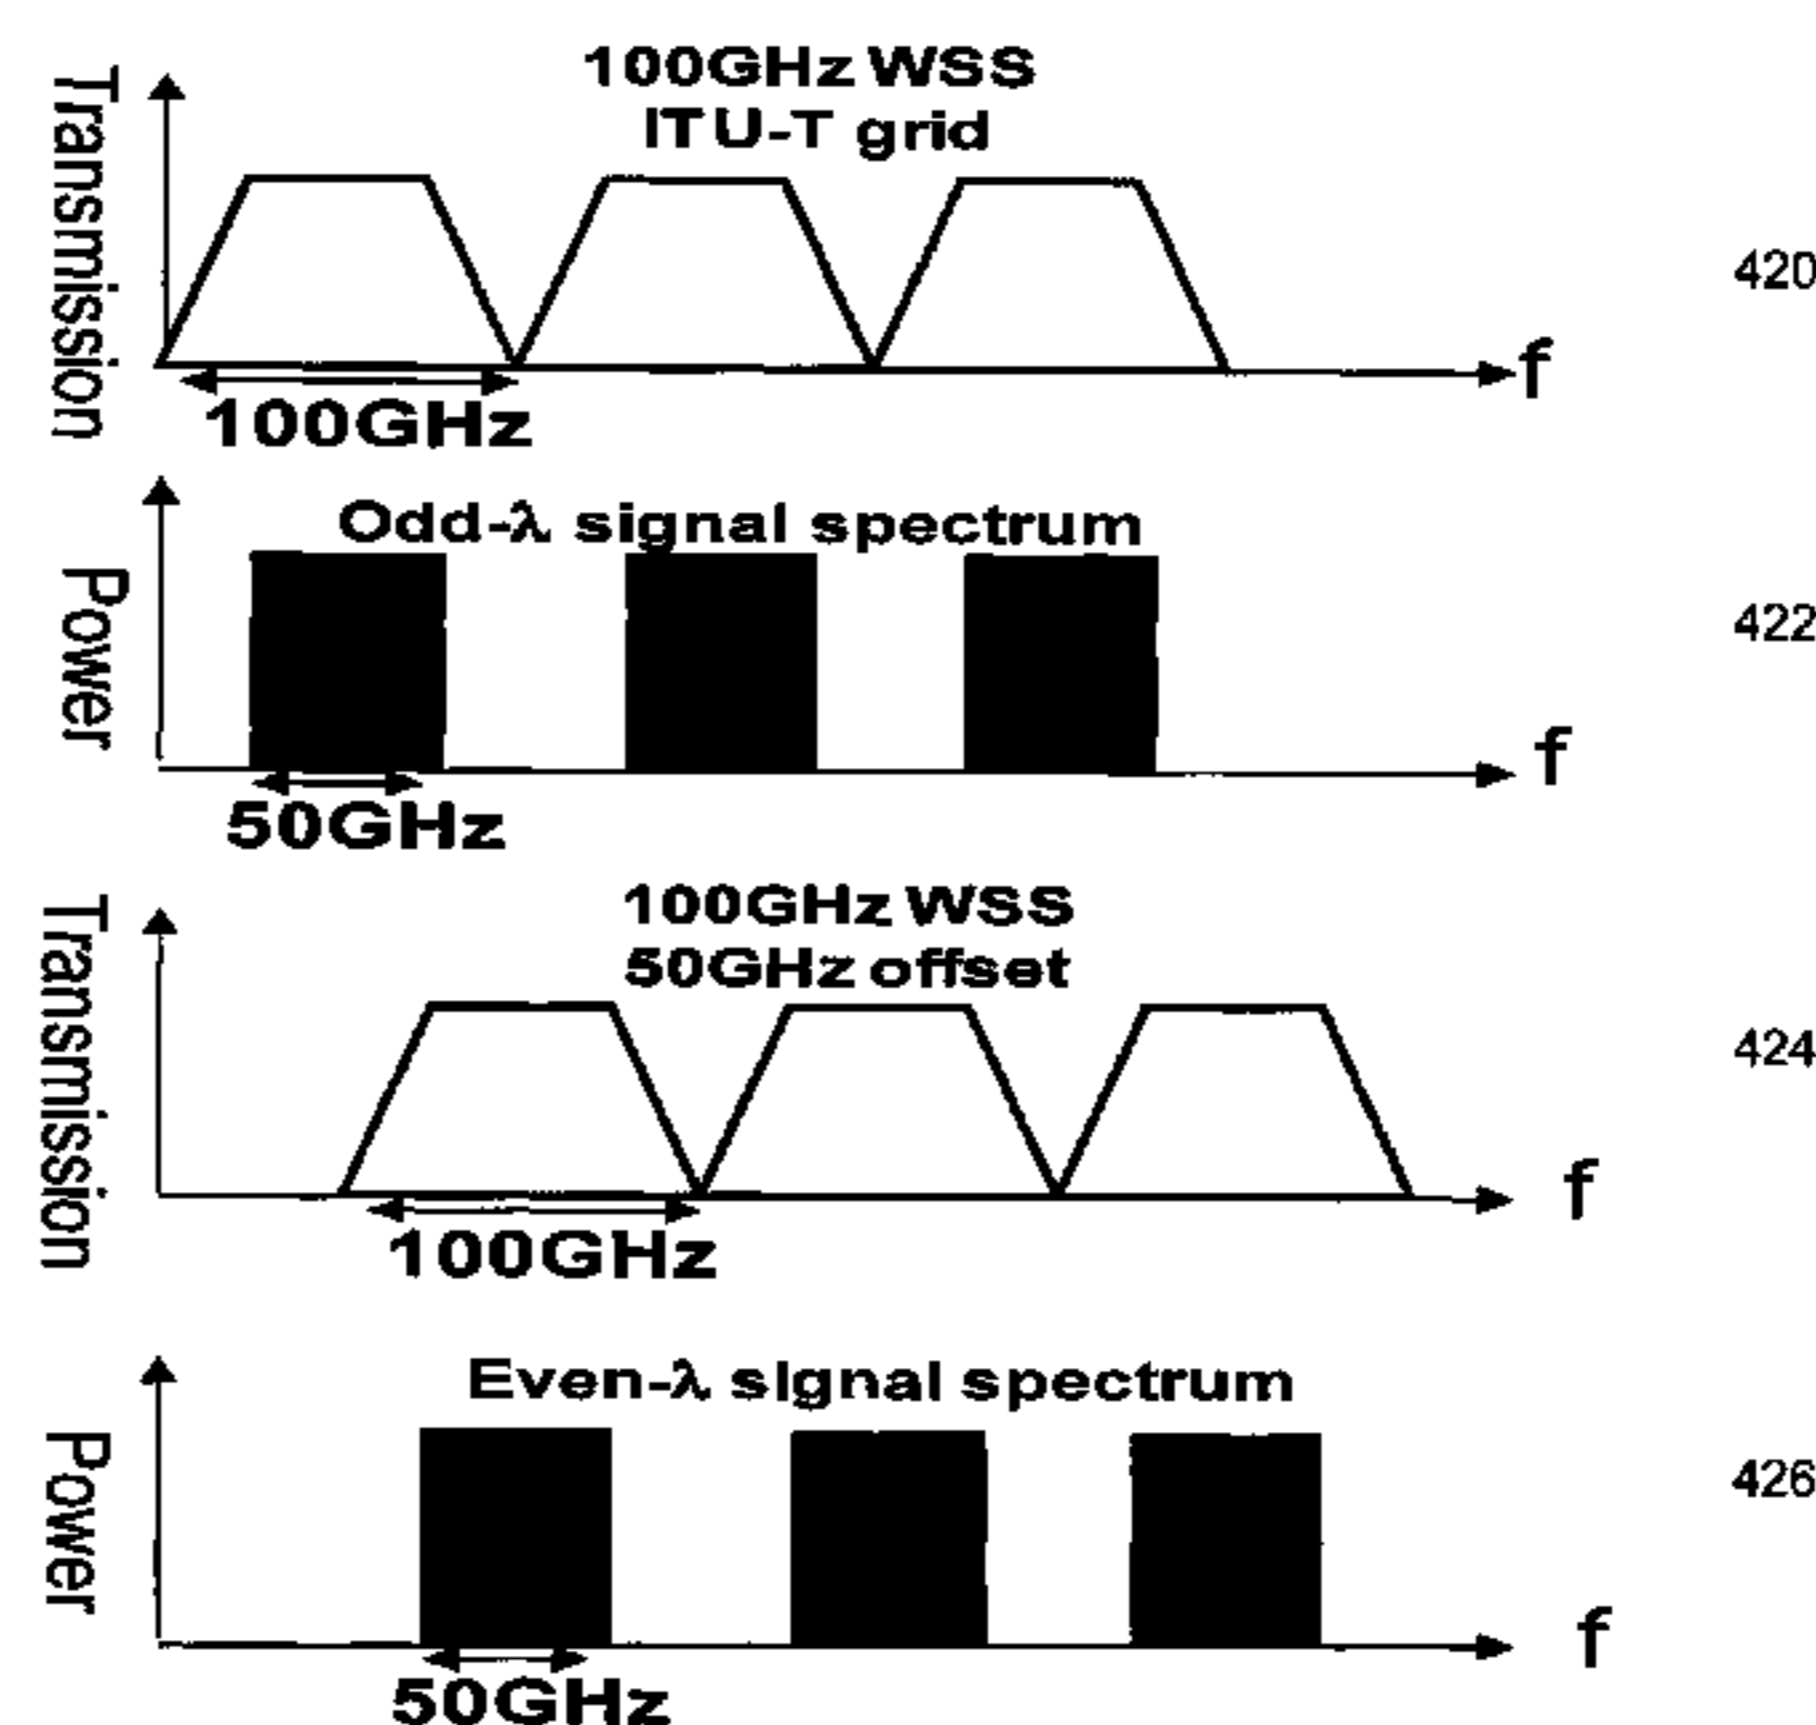 100GHz WSS
ITU-T grid
Transmission
420
f
100GHz
Odd-λ signal spectrum
Power
422
f
50GHz
100GHz WSS
50GHz offset
Transmission
424
f
100GHz
Even-λ signal spectrum
Power
426
f
50GHz